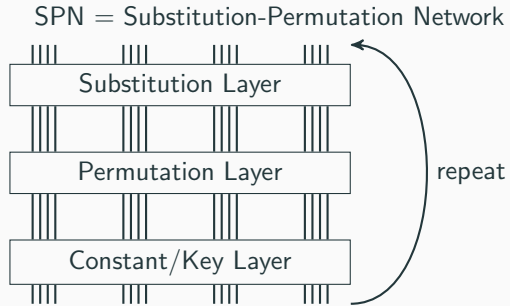 SPN = Substitution-Permutation Network
Substitution Layer
Permutation Layer
repeat
Constant/Key Layer